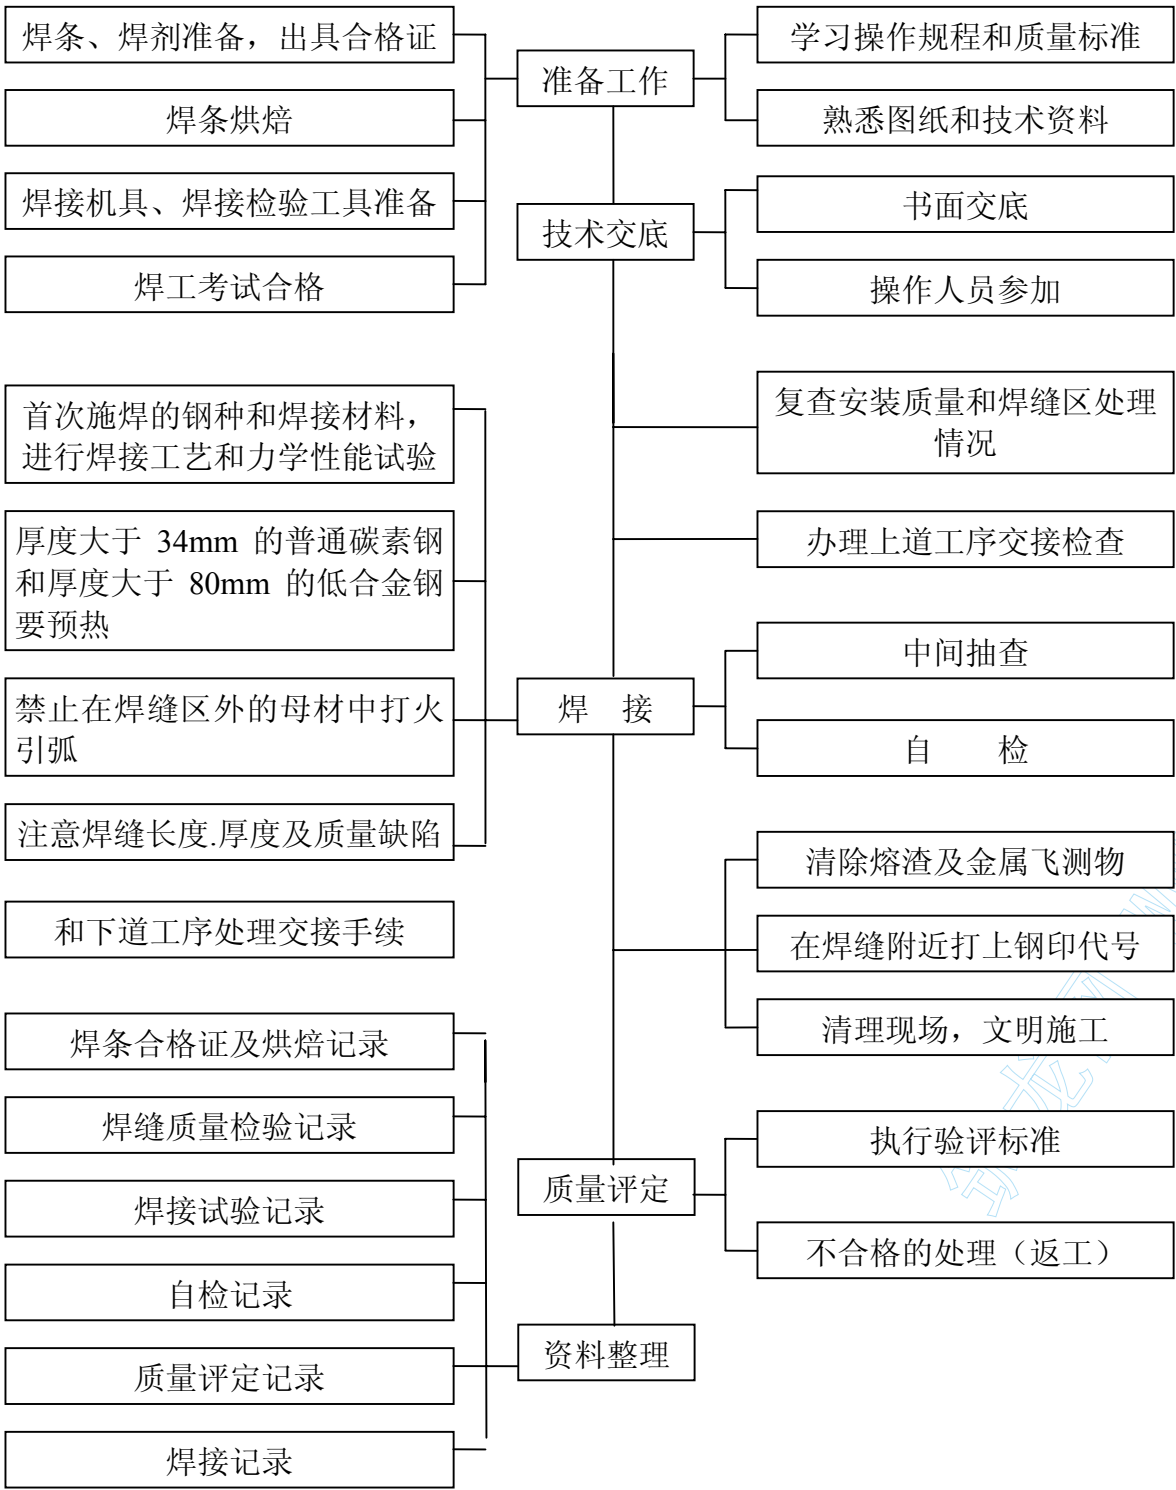 焊条、焊剂准备，出具合格证
学习操作规程和质量标准
准备工作
焊条烘焙
熟悉图纸和技术资料
焊接机具、焊接检验工具准备
书面交底
技术交底
焊工考试合格
操作人员参加
首次施焊的钢种和焊接材料，
进行焊接工艺和力学性能试验
复查安装质量和焊缝区处理
情况
厚度大于 34mm 的普通碳素钢
和厚度大于 80mm 的低合金钢
要预热
办理上道工序交接检查
中间抽查
禁止在焊缝区外的母材中打火
引弧
焊 接
自 检
注意焊缝长度.厚度及质量缺陷
清除熔渣及金属飞测物
和下道工序处理交接手续
在焊缝附近打上钢印代号
焊条合格证及烘焙记录
清理现场，文明施工
焊缝质量检验记录
执行验评标准
质量评定
焊接试验记录
不合格的处理（返工）
自检记录
资料整理
质量评定记录
焊接记录